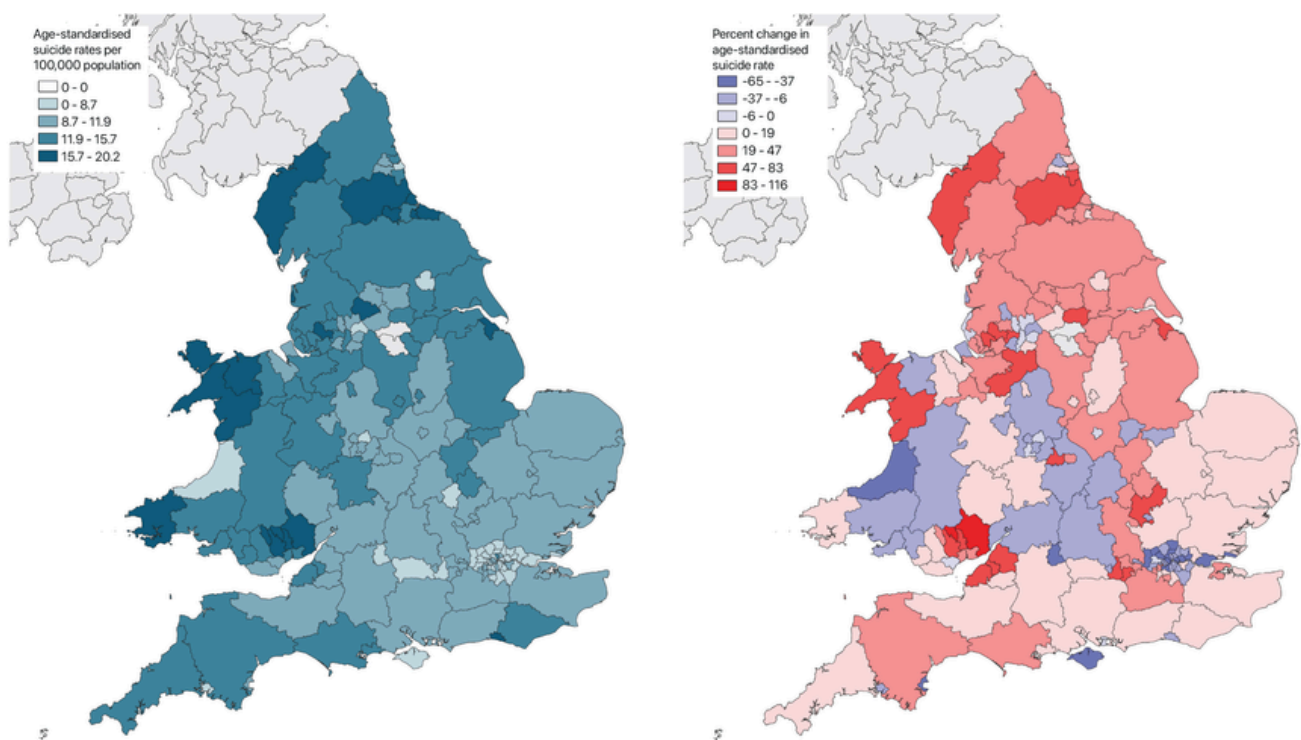 Age-standardised
suicide rates per
100,000 population
0 - 0
0 - 8.7
8.7 - 11.9
11.9 - 15.7
15.7 - 20.2
Percent change in
age-standardised
suicide rate
-65 - -37
-37 - -6
-6 - 0
0 - 19
19 - 47
47 - 83
83 - 116